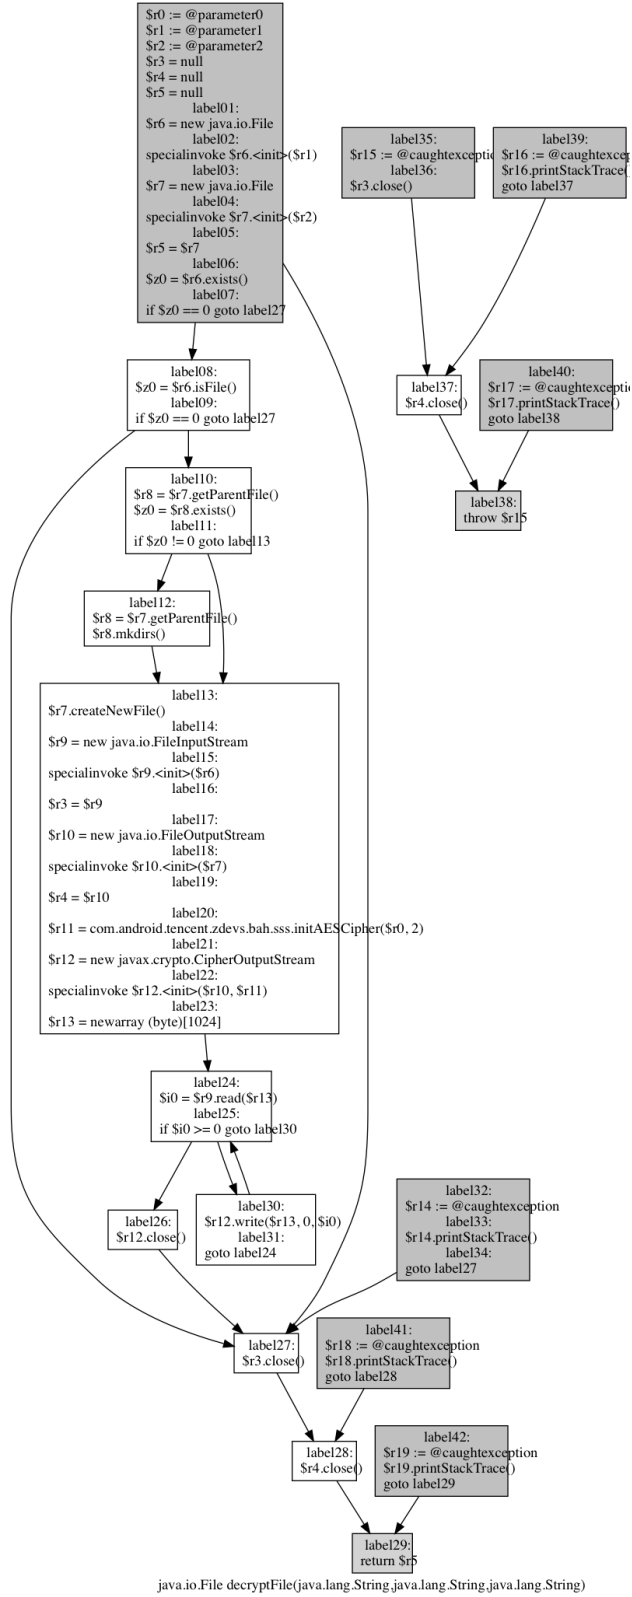 $r0 := @parameter0
$r1 := @parameter1
$r2 := @parameter2
$r3 = null
$r4 = null
$r5 = null
label01:
$r6 = new java.io.File
label02:
specialinvoke $r6.<init>($r1)
label03:
$r7 = new java.io.File
label04:
specialinvoke $r7.<init>($r2)
label05:
$r5 = $r7
label06:
$z0 = $r6.exists()
label07:
if $z0 == 0 goto label27
label35:
$r15 := @caughtexceptio
label36:
$r3.close()
label39:
$r16 := @caughtexcep
$r16.printStackTrace()
goto label37
label08:
$z0 = $r6.isFile()
label09:
if $z0 == 0 goto label27
label37:
$r4.close()
label40:
$r17 := @caughtexceptio
$r17.printStackTrace()
goto label38
label10:
$r8 = $r7.getParentFile()
$z0 = $r8.exists()
label11:
if $z0 != 0 goto label13
label38:
throw $r15
label12:
$r8 = $r7.getParentFile()
$r8.mkdirs()
label13:
$r7.createNewFile()
label14:
$r9 = new java.io.FileInputStream
label15:
specialinvoke $r9.<init>($r6)
label16:
$r3 = $r9
label17:
$r10 = new java.io.FileOutputStream
label18:
specialinvoke $r10.<init>($r7)
label19:
$r4 = $r10
label20:
$r11 = com.android.tencent.zdevs.bah.sss.initAESCipher($r0, 2)
label21:
$r12 = new javax.crypto.CipherOutputStream
label22:
specialinvoke $r12.<init>($r10, $r11)
label23:
$r13 = newarray (byte)[1024]
label24:
$i0 = $r9.read($r13)
label25:
if $i0 >= 0 goto label30
label26:
$r12.close()
label30:
$r12.write($r13, 0, $i0)
label31:
goto label24
label32:
$r14 := @caughtexception
label33:
$r14.printStackTrace()
label34:
goto label27
label27:
$r3.close()
label41:
$r18 := @caughtexception
$r18.printStackTrace()
goto label28
label28:
$r4.close()
label42:
$r19 := @caughtexception
$r19.printStackTrace()
goto label29
label29:
return $r5
java.io.File decryptFile(java.lang.String,java.lang.String,java.lang.String)